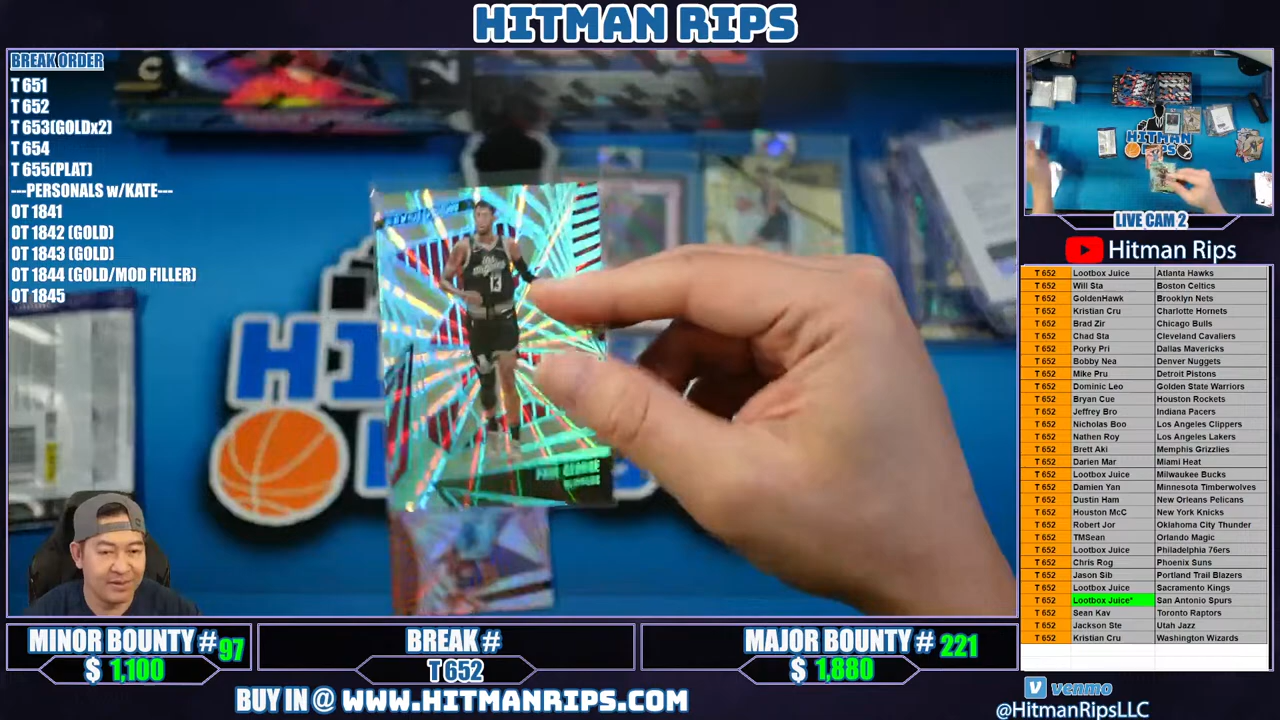 HITMAN RIPS
BREAK ORDER
T 651
T 652
T 653(GOLDx2)
T 654
T 655(PLAT)
---PERSONALS w/KATE---
OT 1841
OT 1842 (GOLD)
OT 1843 (GOLD)
OT 1844 (GOLD/MOD FILLER)
OT 1845
Los
Angeles
13
PAUL GEORGE
LIVE CAM 2
Hitman Rips
T 652 Lootbox Juice Atlanta Hawks
T 652 Will Sta Boston Celtics
T 652 GoldenHawk Brooklyn Nets
T 652 Kristian Cru Charlotte Hornets
T 652 Brad Zir Chicago Bulls
T 652 Chad Sta Cleveland Cavaliers
T 652 Porky Pri Dallas Mavericks
T 652 Bobby Nea Denver Nuggets
T 652 Mike Pru Detroit Pistons
T 652 Dominic Leo Golden State Warriors
T 652 Bryan Cue Houston Rockets
T 652 Jeffrey Bro Indiana Pacers
T 652 Nicholas Boo Los Angeles Clippers
T 652 Nathen Roy Los Angeles Lakers
T 652 Brett Aki Memphis Grizzlies
T 652 Darien Mar Miami Heat
T 652 Lootbox Juice Milwaukee Bucks
T 652 Damien Yan Minnesota Timberwolves
T 652 Dustin Ham New Orleans Pelicans
T 652 Houston McC New York Knicks
T 652 Robert Jor Oklahoma City Thunder
T 652 TMSean Orlando Magic
T 652 Lootbox Juice Philadelphia 76ers
T 652 Chris Rog Phoenix Suns
T 652 Jason Sib Portland Trail Blazers
T 652 Lootbox Juice Sacramento Kings
T 652 Lootbox Juice* San Antonio Spurs
T 652 Sean Kav Toronto Raptors
T 652 Jackson Ste Utah Jazz
T 652 Kristian Cru Washington Wizards
MINOR BOUNTY # 97
$ 1,100
BREAK #
T 652
MAJOR BOUNTY # 221
$ 1,880
BUY IN @ WWW.HITMANRIPS.COM
venmo
@HitmanRipsLLC